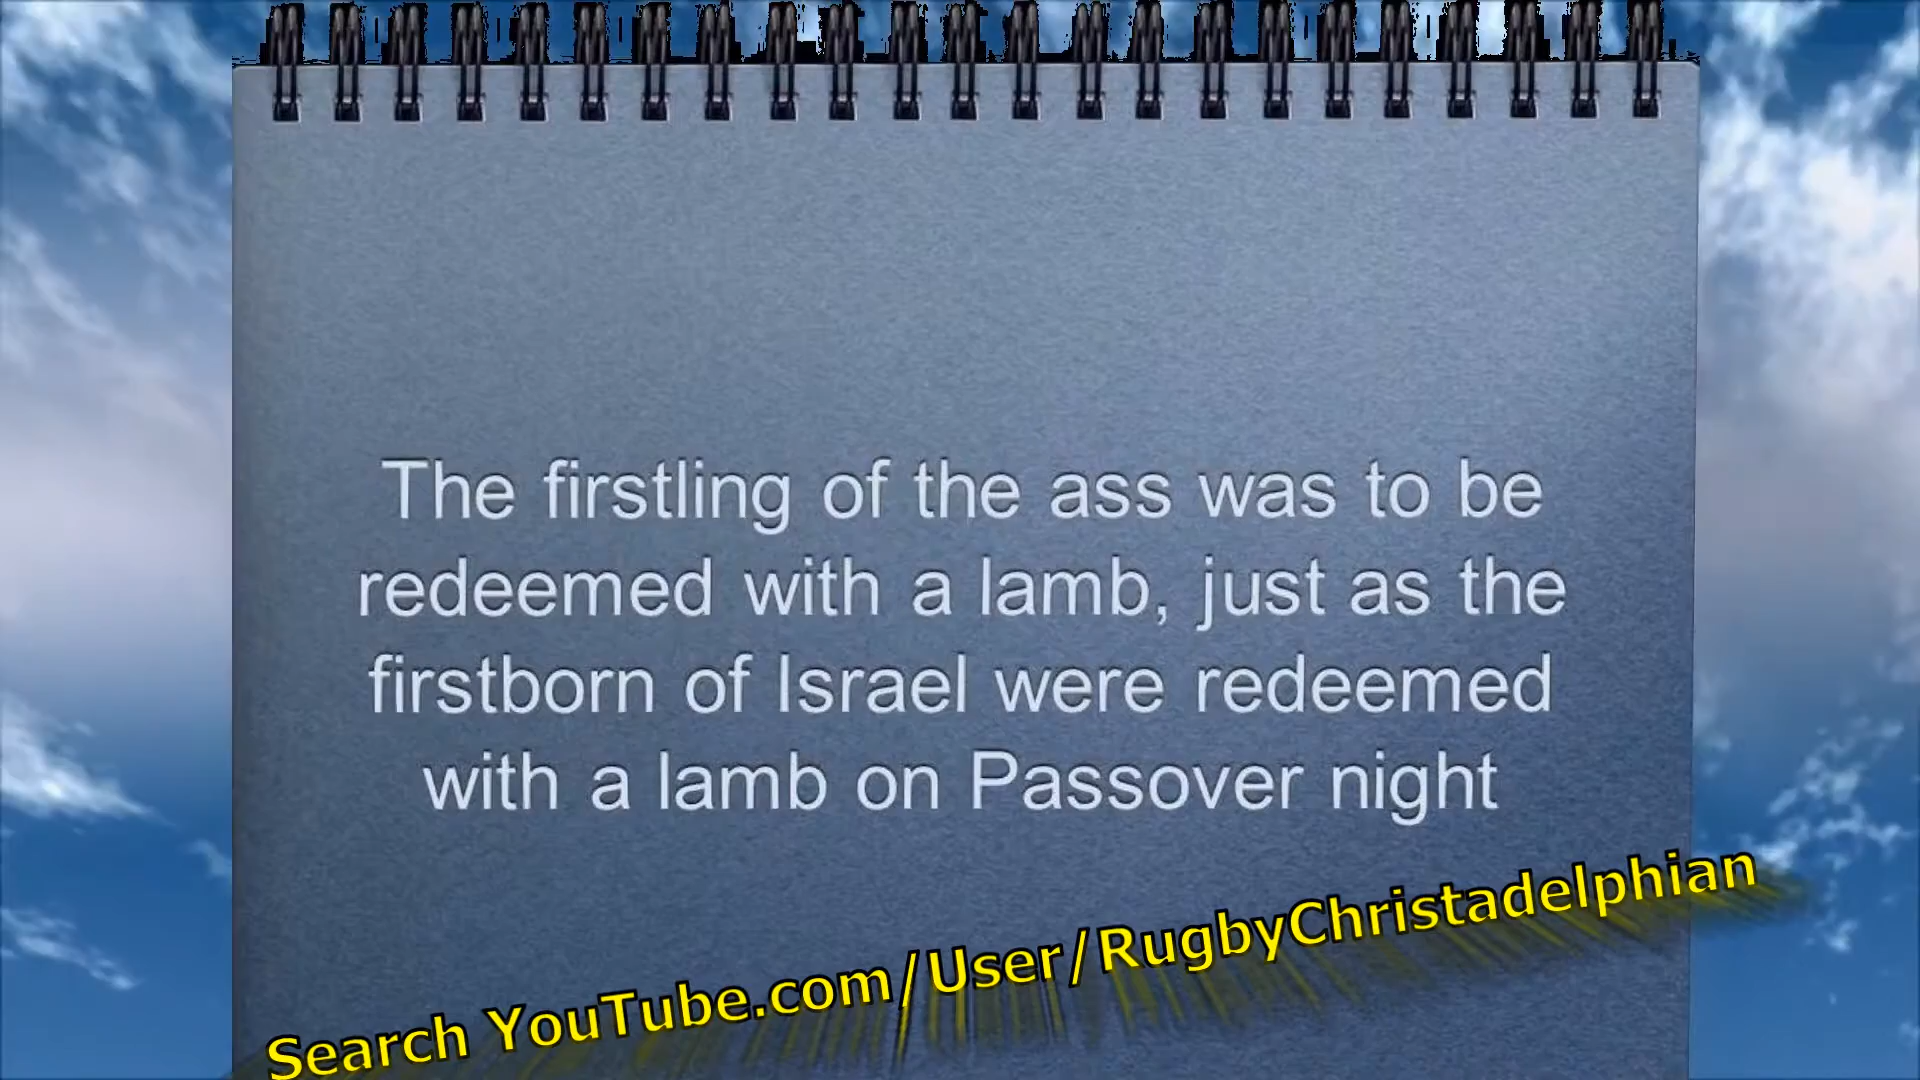 The firstling of the ass was to be
redeemed with a lamb, just as the
firstborn of Israel were redeemed
with a lamb on Passover night
Search YouTube.com/User/RugbyChristadelphian